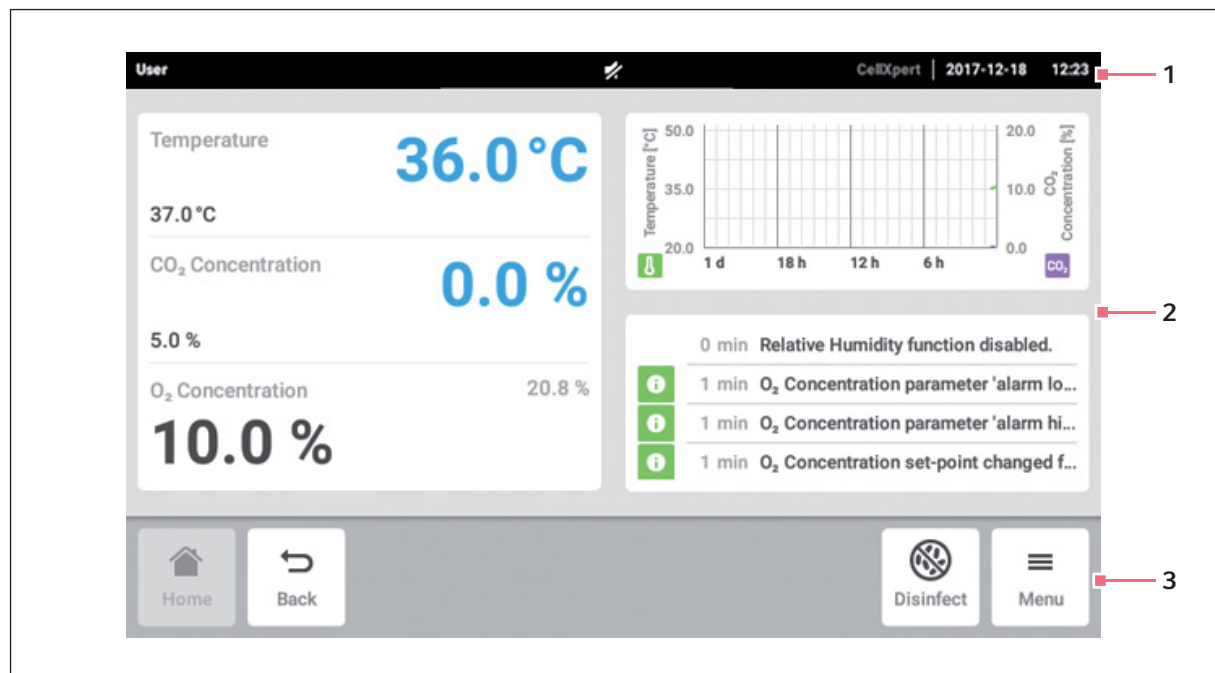 User CellXpert | 2017-12-18 12:23
1
Temperature
36.0°C
37.0°C
CO₂ Concentration
0.0 %
5.0 %
O₂ Concentration 20.8 %
10.0 %
Temperature [°C]
50.0
35.0
20.0
1 d 18 h 12 h 6 h
20.0
10.0
0.0
CO₂
Concentration [%]
CO₂
2
0 min Relative Humidity function disabled.
1 min O₂ Concentration parameter 'alarm lo...
1 min O₂ Concentration parameter 'alarm hi...
1 min O₂ Concentration set-point changed f...
Home Back Disinfect Menu
3